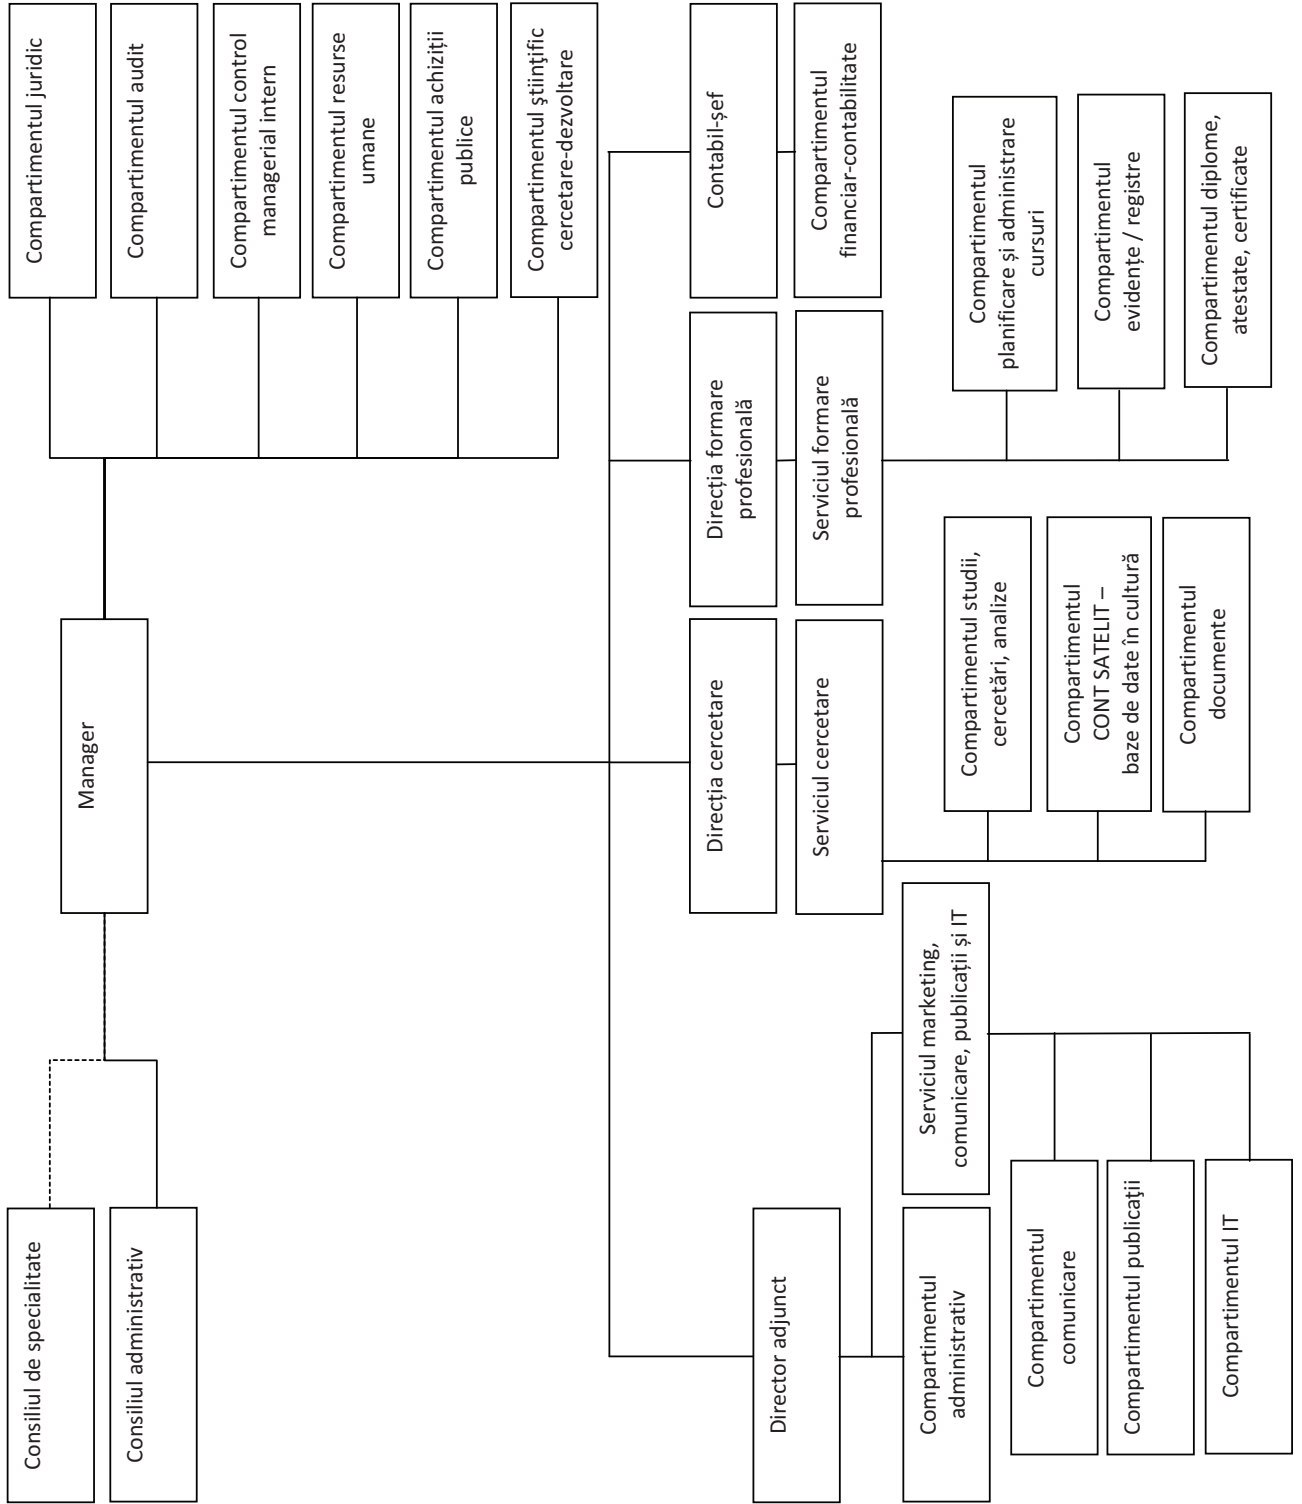 Consiliul de specialitate
Consiliul administrativ
Manager
Compartimentul juridic
Compartimentul audit
Compartimentul control
managerial intern
Compartimentul resurse
umane
Compartimentul achiziții
publice
Compartimentul ştiinţific
cercetare-dezvoltare
Director adjunct
Compartimentul
administrativ
Serviciul marketing,
comunicare, publicații și IT
Compartimentul
comunicare
Compartimentul publicaţii
Compartimentul IT
Direcția cercetare
Serviciul cercetare
Compartimentul studii,
cercetări, analize
Compartimentul
CONT SATELIT –
baze de date în cultură
Compartimentul
documente
Direcția formare
profesională
Serviciul formare
profesională
Compartimentul
planificare și administrare
cursuri
Compartimentul
evidențe / registre
Compartimentul diplome,
atestate, certificate
Contabil-șef
Compartimentul
financiar-contabilitate